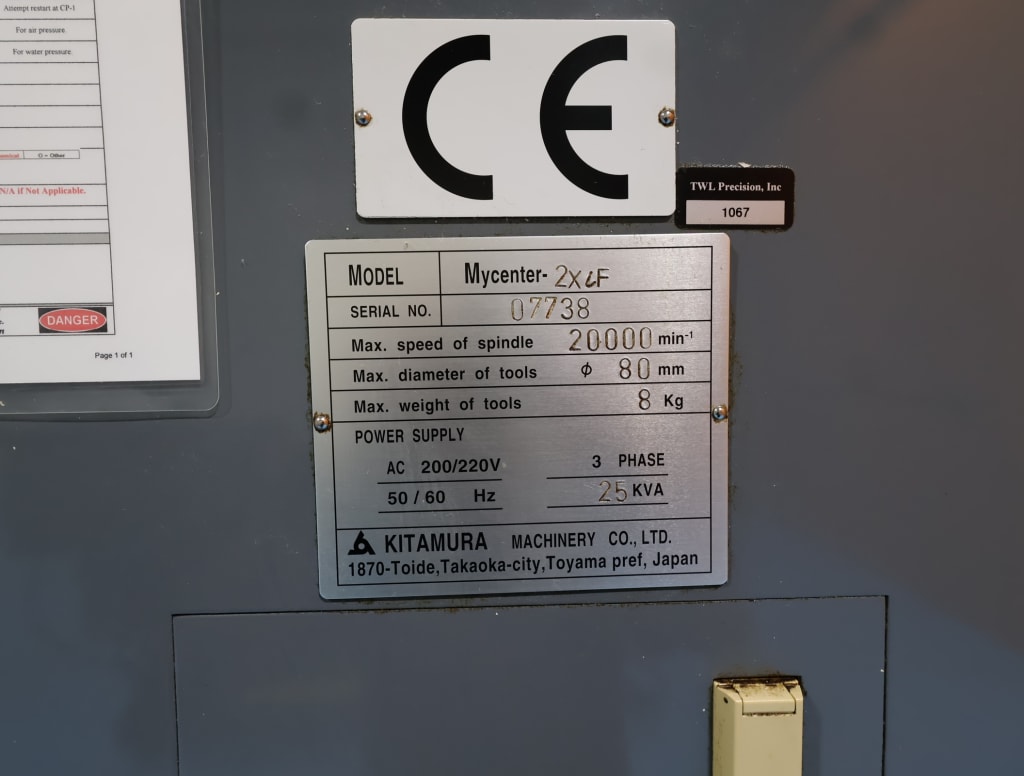 Attempt restart at CP-1
For air pressure.
For water pressure.
O = Other
N/A if Not Applicable.
DANGER
Page 1 of 1
CE
TWL Precision, Inc
1067
MODEL Mycenter- 2XiF
SERIAL NO. 07738
Max. speed of spindle 20000 min-1
Max. diameter of tools ϕ 80 mm
Max. weight of tools 8 Kg
POWER SUPPLY
AC 200/220V 3 PHASE
50 / 60 Hz 25 KVA
KITAMURA MACHINERY CO., LTD.
1870-Toide,Takaoka-city,Toyama pref, Japan